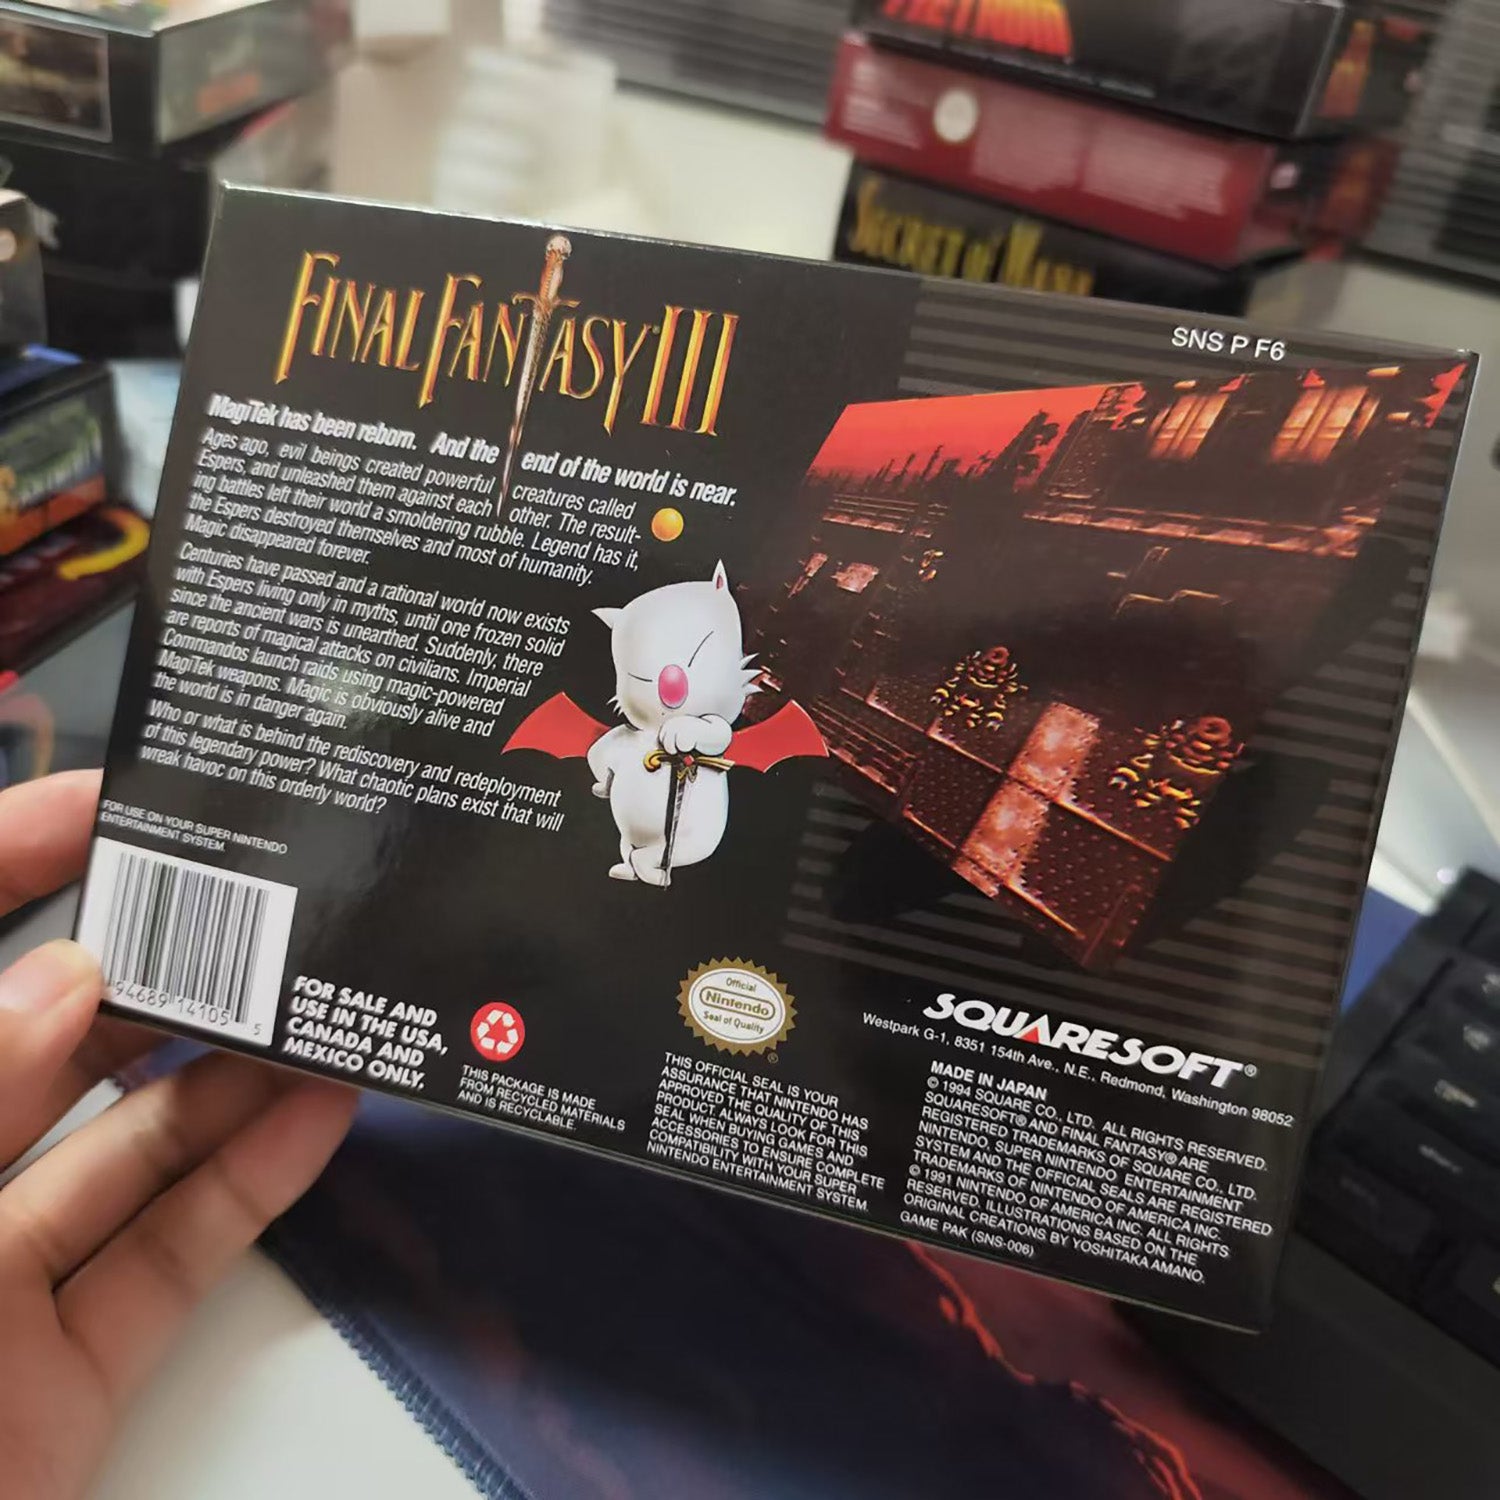 SECRET OF MANA
SNS P F6
FINAL FANTASY III
MagiTek has been reborn. And the end of the world is near.
Ages ago, evil beings created powerful creatures called
Espers, and unleashed them against each other. The result-
ing battles left their world a smoldering rubble. Legend has it,
the Espers destroyed themselves and most of humanity.
Magic disappeared forever.
Centuries have passed and a rational world now exists
with Espers living only in myths, until one frozen solid
since the ancient wars is unearthed. Suddenly, there
are reports of magical attacks on civilians. Imperial
Commandos launch raids using magic-powered
MagiTek weapons. Magic is obviously alive and
the world is in danger again.
Who or what is behind the rediscovery and redeployment
of this legendary power? What chaotic plans exist that will
wreak havoc on this orderly world?
FOR USE ON YOUR SUPER NINTENDO
ENTERTAINMENT SYSTEM
94689 14105 5
FOR SALE AND
USE IN THE USA,
CANADA AND
MEXICO ONLY.
THIS PACKAGE IS MADE
FROM RECYCLED MATERIALS
AND IS RECYCLABLE.
Official
Nintendo
Seal of Quality
®
THIS OFFICIAL SEAL IS YOUR
ASSURANCE THAT NINTENDO HAS
APPROVED THE QUALITY OF THIS
PRODUCT. ALWAYS LOOK FOR THIS
SEAL WHEN BUYING GAMES AND
ACCESSORIES TO ENSURE COMPLETE
COMPATIBILITY WITH YOUR SUPER
NINTENDO ENTERTAINMENT SYSTEM.
SQUARESOFT®
Westpark G-1, 8351 154th Ave., N.E., Redmond, Washington 98052
MADE IN JAPAN
© 1994 SQUARE CO., LTD. ALL RIGHTS RESERVED.
SQUARESOFT® AND FINAL FANTASY® ARE
REGISTERED TRADEMARKS OF SQUARE CO., LTD.
NINTENDO, SUPER NINTENDO ENTERTAINMENT
SYSTEM AND THE OFFICIAL SEALS ARE REGISTERED
TRADEMARKS OF NINTENDO OF AMERICA INC.
© 1991 NINTENDO OF AMERICA INC. ALL RIGHTS
RESERVED. ILLUSTRATIONS BASED ON THE
ORIGINAL CREATIONS BY YOSHITAKA AMANO.
GAME PAK (SNS-006)